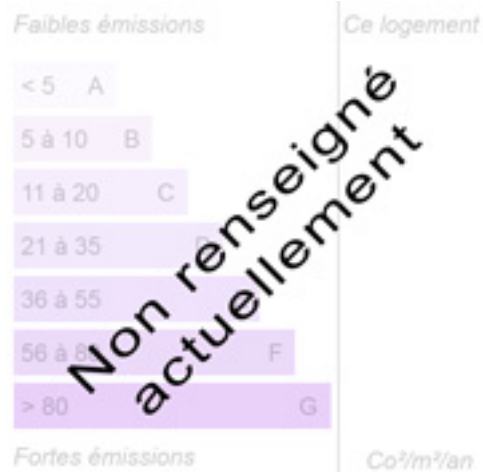 Faibles émissions
Ce logement
< 5 A
5 à 10 B
11 à 20 C
21 à 35 D
36 à 55
56 à 80 F
> 80 G
Fortes émissions
Co²/m²/an
Non renseigné
actuellement